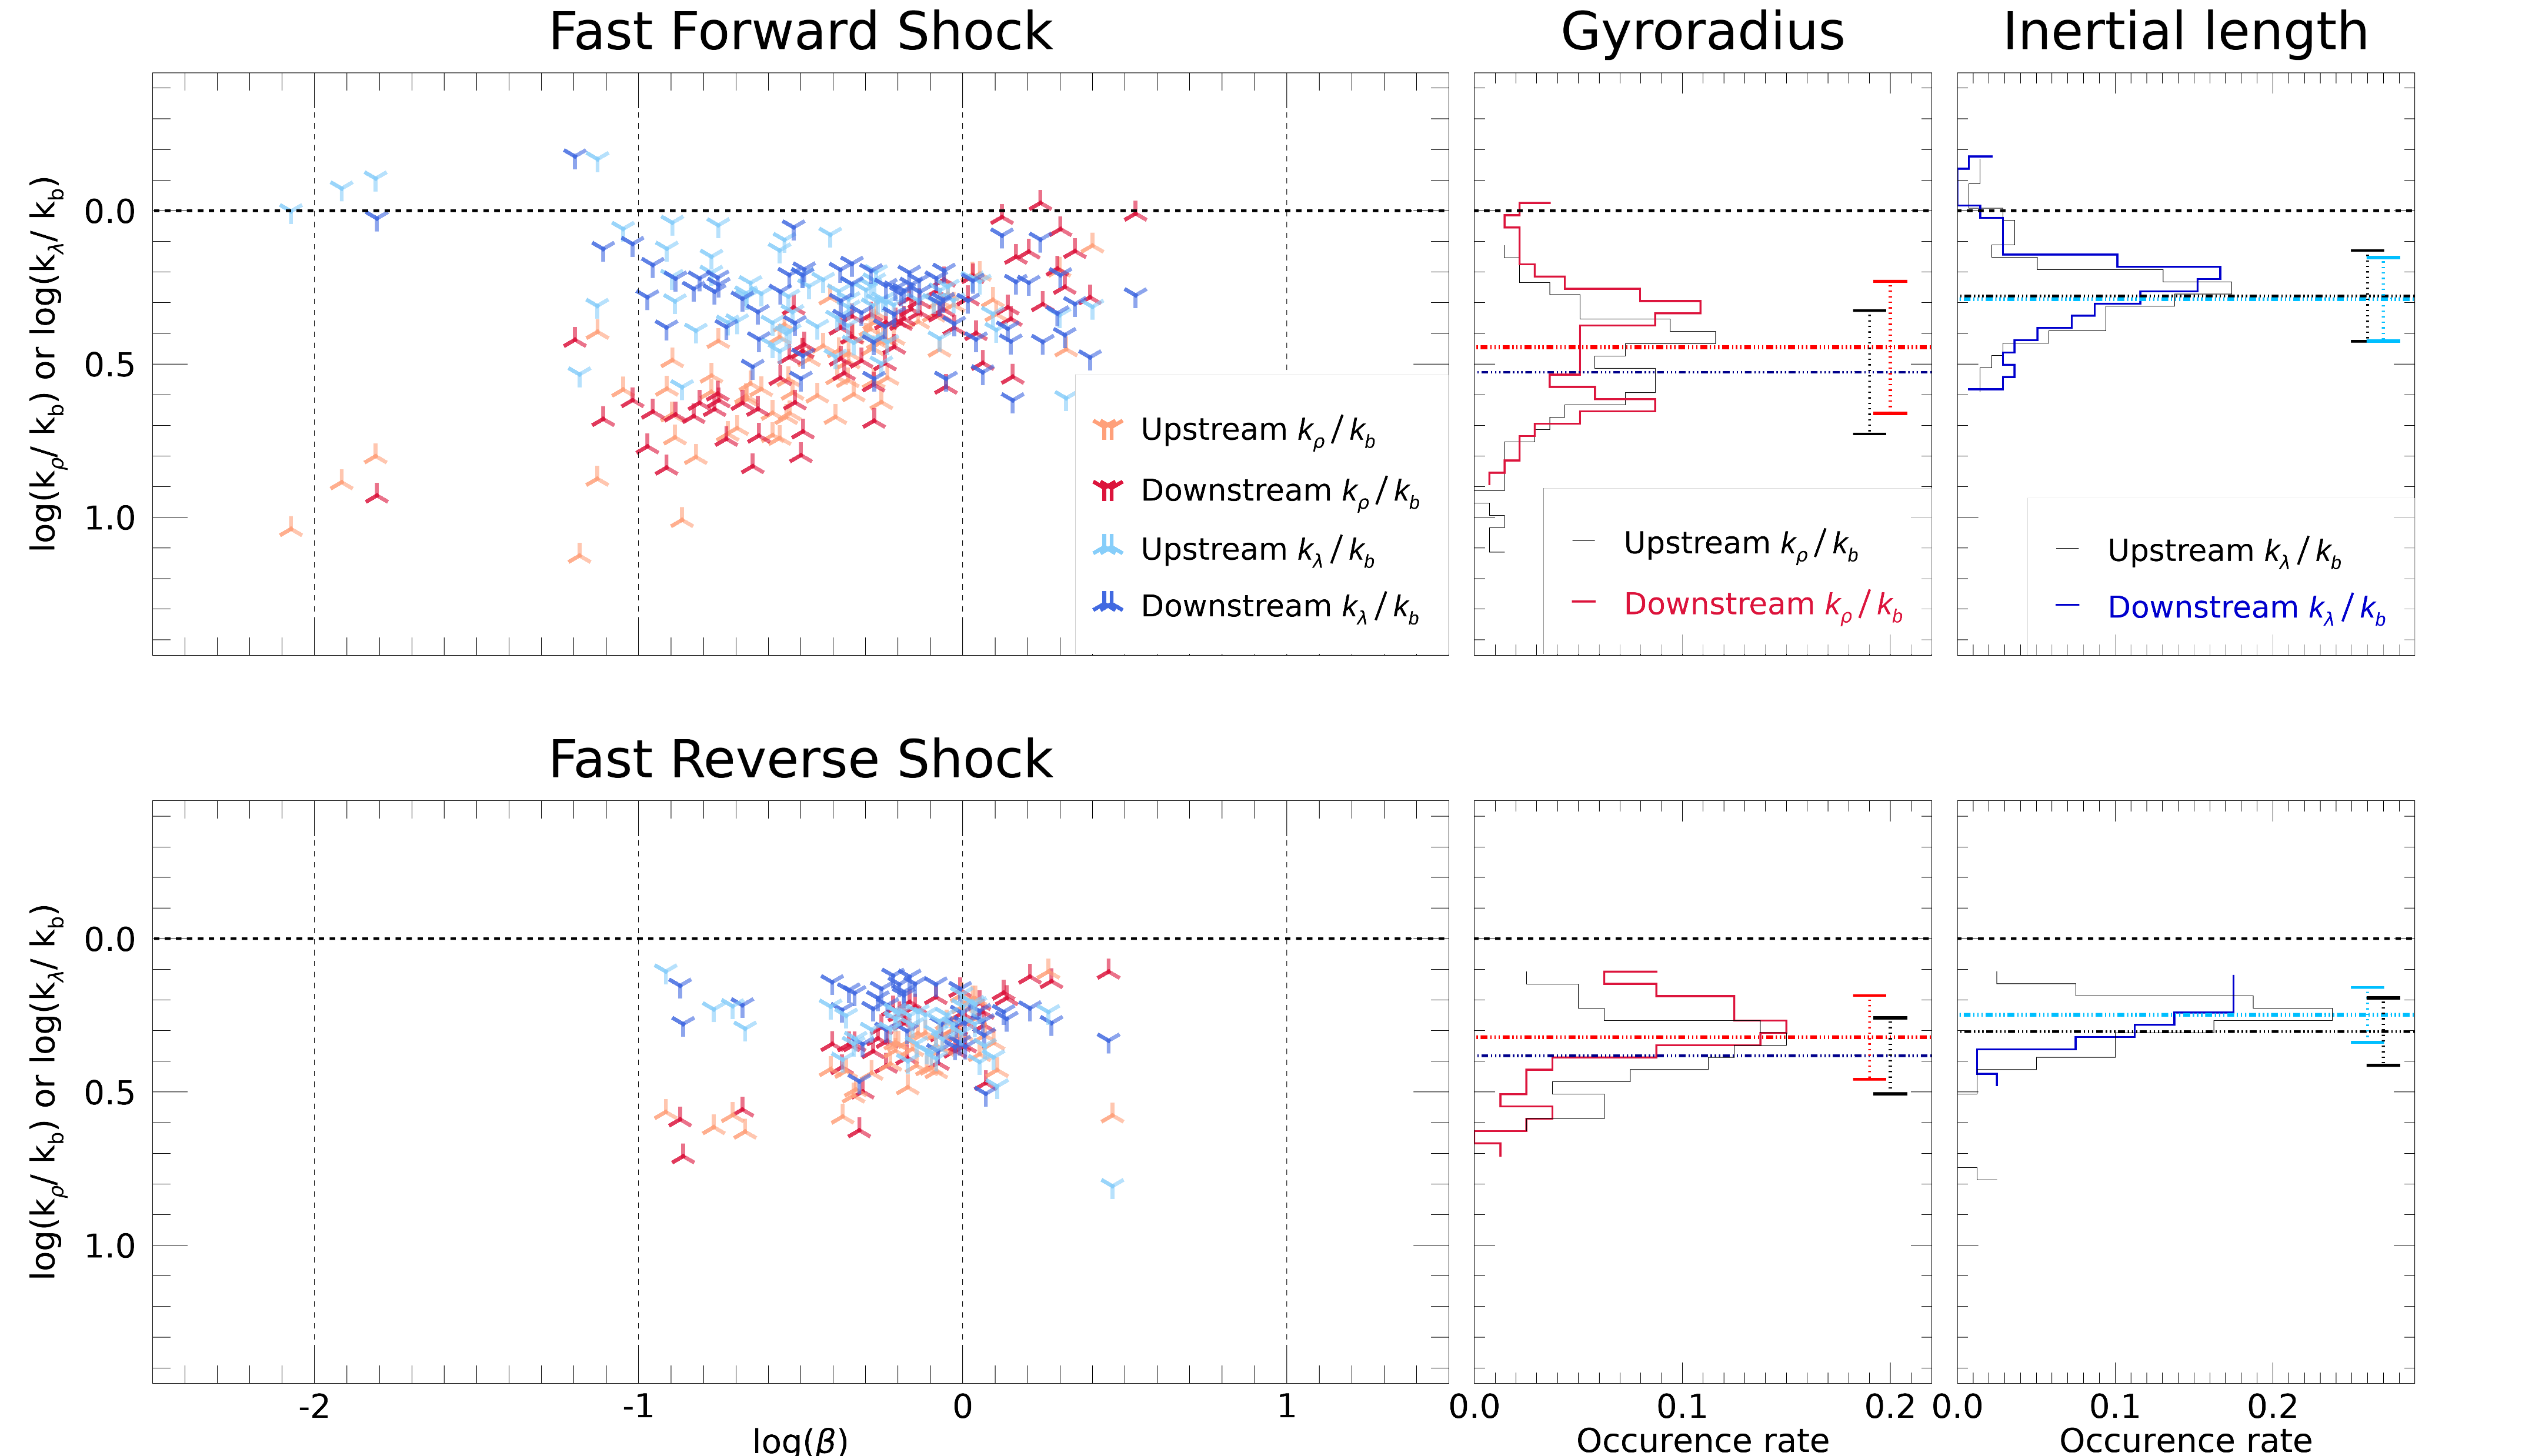 Fast Forward Shock
Gyroradius
Inertial length
log(kρ/ kb) or log(kλ/ kb)
0.0
0.5
1.0
Upstream kρ / kb
Downstream kρ / kb
Upstream kλ / kb
Downstream kλ / kb
Upstream kρ / kb
Downstream kρ / kb
Upstream kλ / kb
Downstream kλ / kb
Fast Reverse Shock
log(kρ/ kb) or log(kλ/ kb)
0.0
0.5
1.0
-2 -1 0 1
0.0 0.1 0.2
0.0 0.1 0.2
log(β)
Occurence rate
Occurence rate